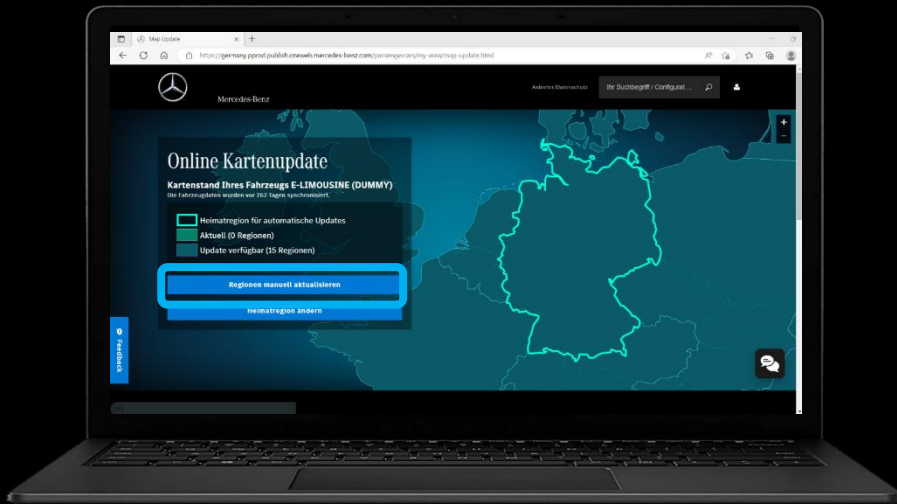 Map Update
https://germany.pprod.publish.oneweb.mercedes-benz.com/passengercars/my-area/map-update.html
Mercedes-Benz
Anbieter/Datenschutz
Ihr Suchbegriff / Configurat...
+
-
Online Kartenupdate
Kartenstand Ihres Fahrzeugs E-LIMOUSINE (DUMMY)
Die Fahrzeugdaten wurden vor 262 Tagen synchronisiert.
Heimatregion für automatische Updates
Aktuell (0 Regionen)
Update verfügbar (15 Regionen)
Regionen manuell aktualisieren
Heimatregion ändern
Feedback